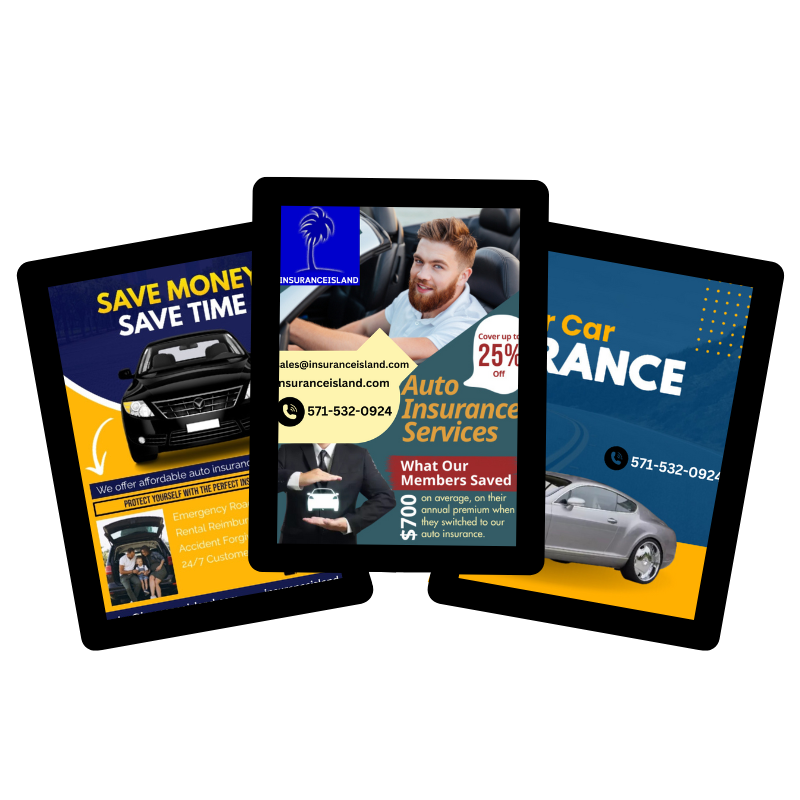 SAVE MONEY
SAVE TIME
We offer affordable auto insuranc
PROTECT YOURSELF WITH THE PERFECT INS
Emergency Roa
Rental Reimbur
Accident Forg
24/7 Custome
INSURANCEISLAND
ales@insuranceisland.com
nsuranceisland.com
571-532-0924
Cover up to
25%
Off
Auto
Insurance
Services
What Our
Members Saved
$700
on average, on their
annual premium when
they switched to our
auto insurance.
r Car
RANCE
571-532-0924